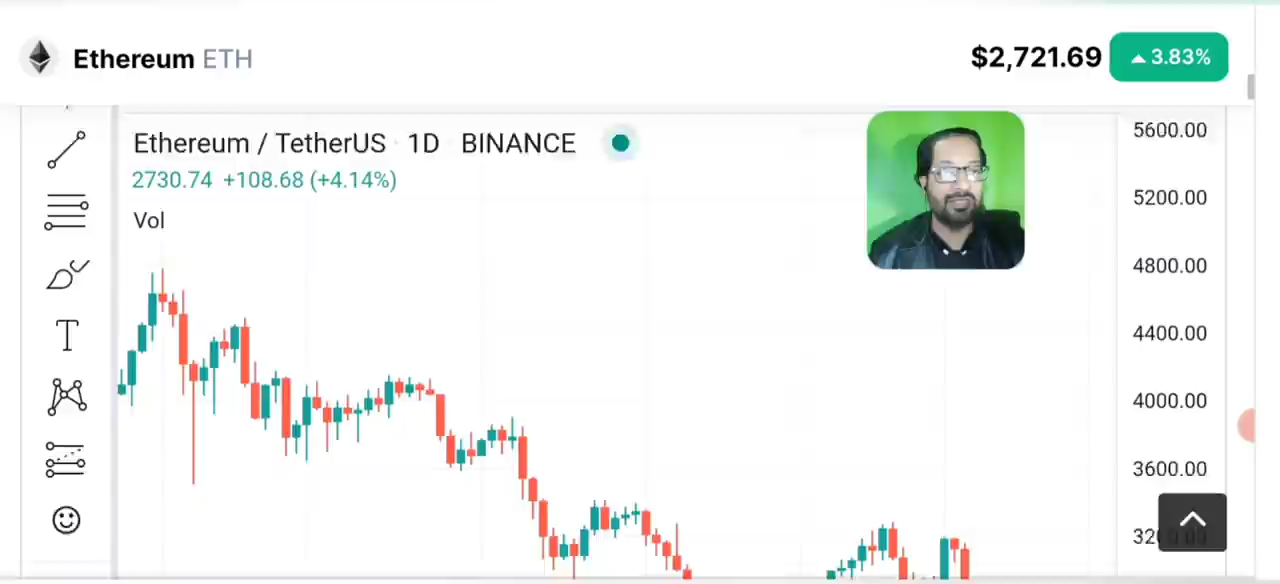 Ethereum ETH
$2,721.69 ▲ 3.83%
Ethereum / TetherUS · 1D · BINANCE
2730.74 +108.68 (+4.14%)
Vol
T
5600.00
5200.00
4800.00
4400.00
4000.00
3600.00